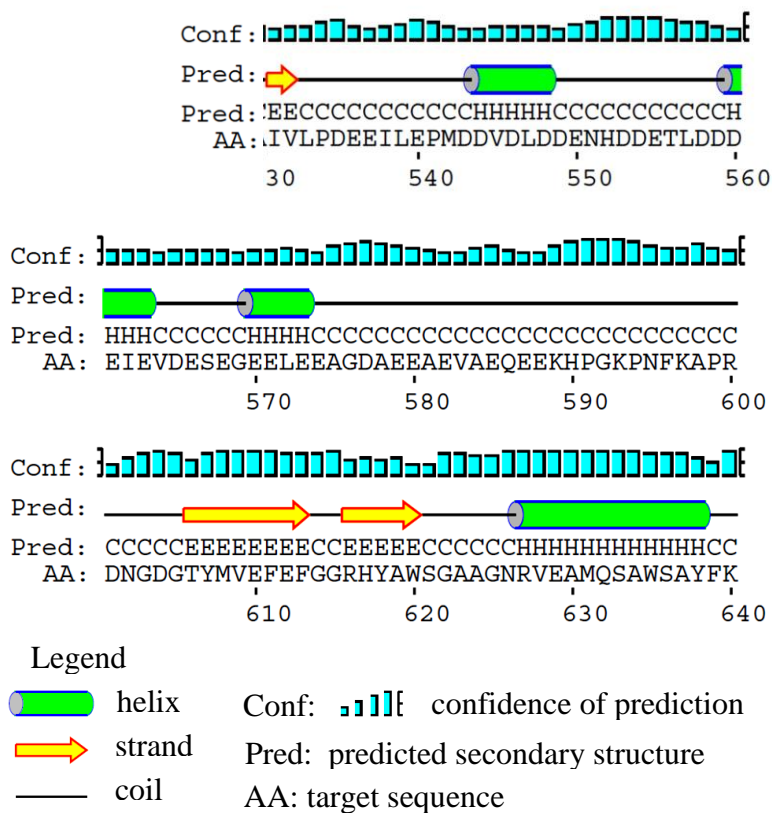 Conf:
Pred:
Pred: EECCCCCCCCCCCHHHHHCCCCCCCCCCCH
AA: IVLPDEEILEPMDDVDLDDENHDDETLDDD
30 540 550 560
Conf:
Pred:
Pred: HHHCCCCCCHHHHCCCCCCCCCCCCCCCCCCCCCCCCCCC
AA: EIEVDESEGEELEEAGDAEEAEVAEQEEKHPGKPNFKAPR
570 580 590 600
Conf:
Pred:
Pred: CCCCCEEEEEEEECCEEEEECCCCCCHHHHHHHHHHHHCC
AA: DNGDGTYMVEFEFGGRHYAWSGAAGNRVEAMQSAWSAYFK
610 620 630 640
Legend
helix Conf: confidence of prediction
strand Pred: predicted secondary structure
coil AA: target sequence